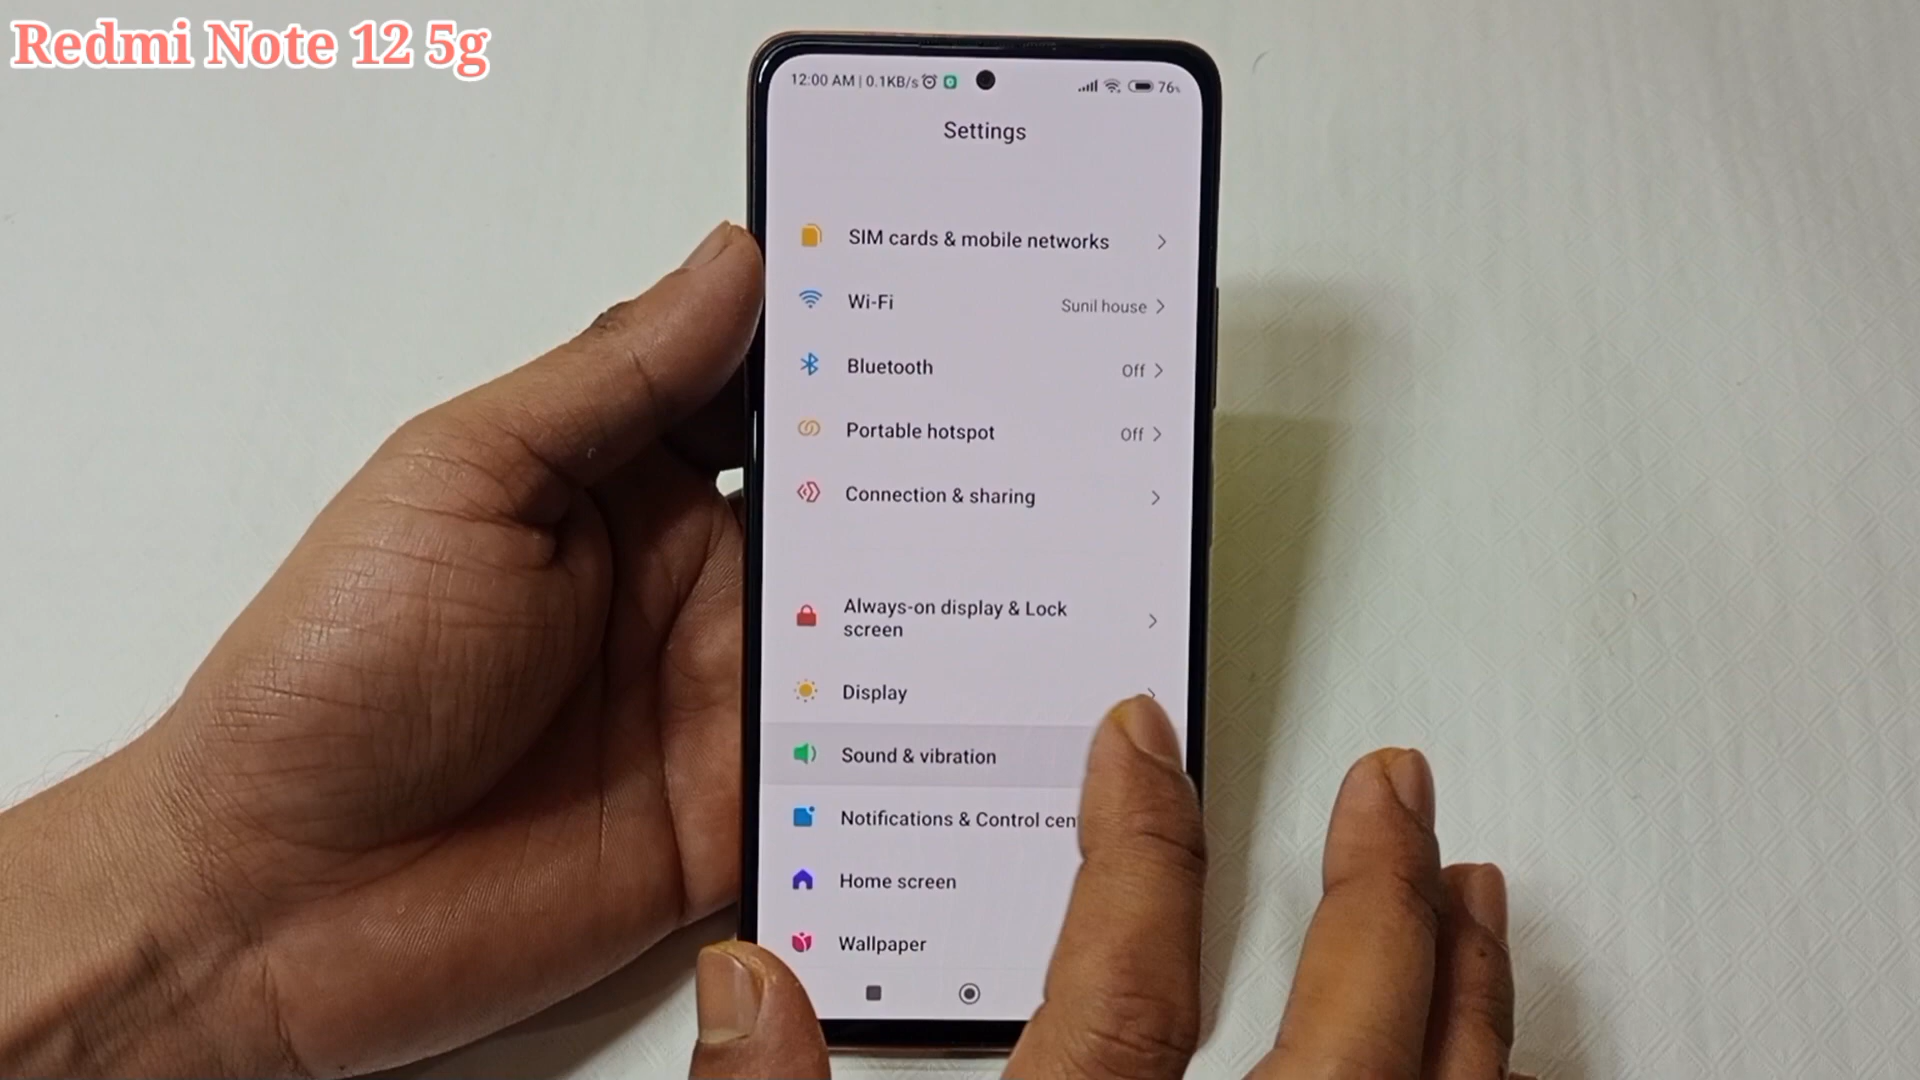 Redmi Note 12 5g
12:00 AM | 0.1KB/s
76%
Settings
SIM cards & mobile networks
Wi-Fi
Sunil house
Bluetooth
Off
Portable hotspot
Off
Connection & sharing
Always-on display & Lock
screen
Display
Sound & vibration
Notifications & Control cen
Home screen
Wallpaper